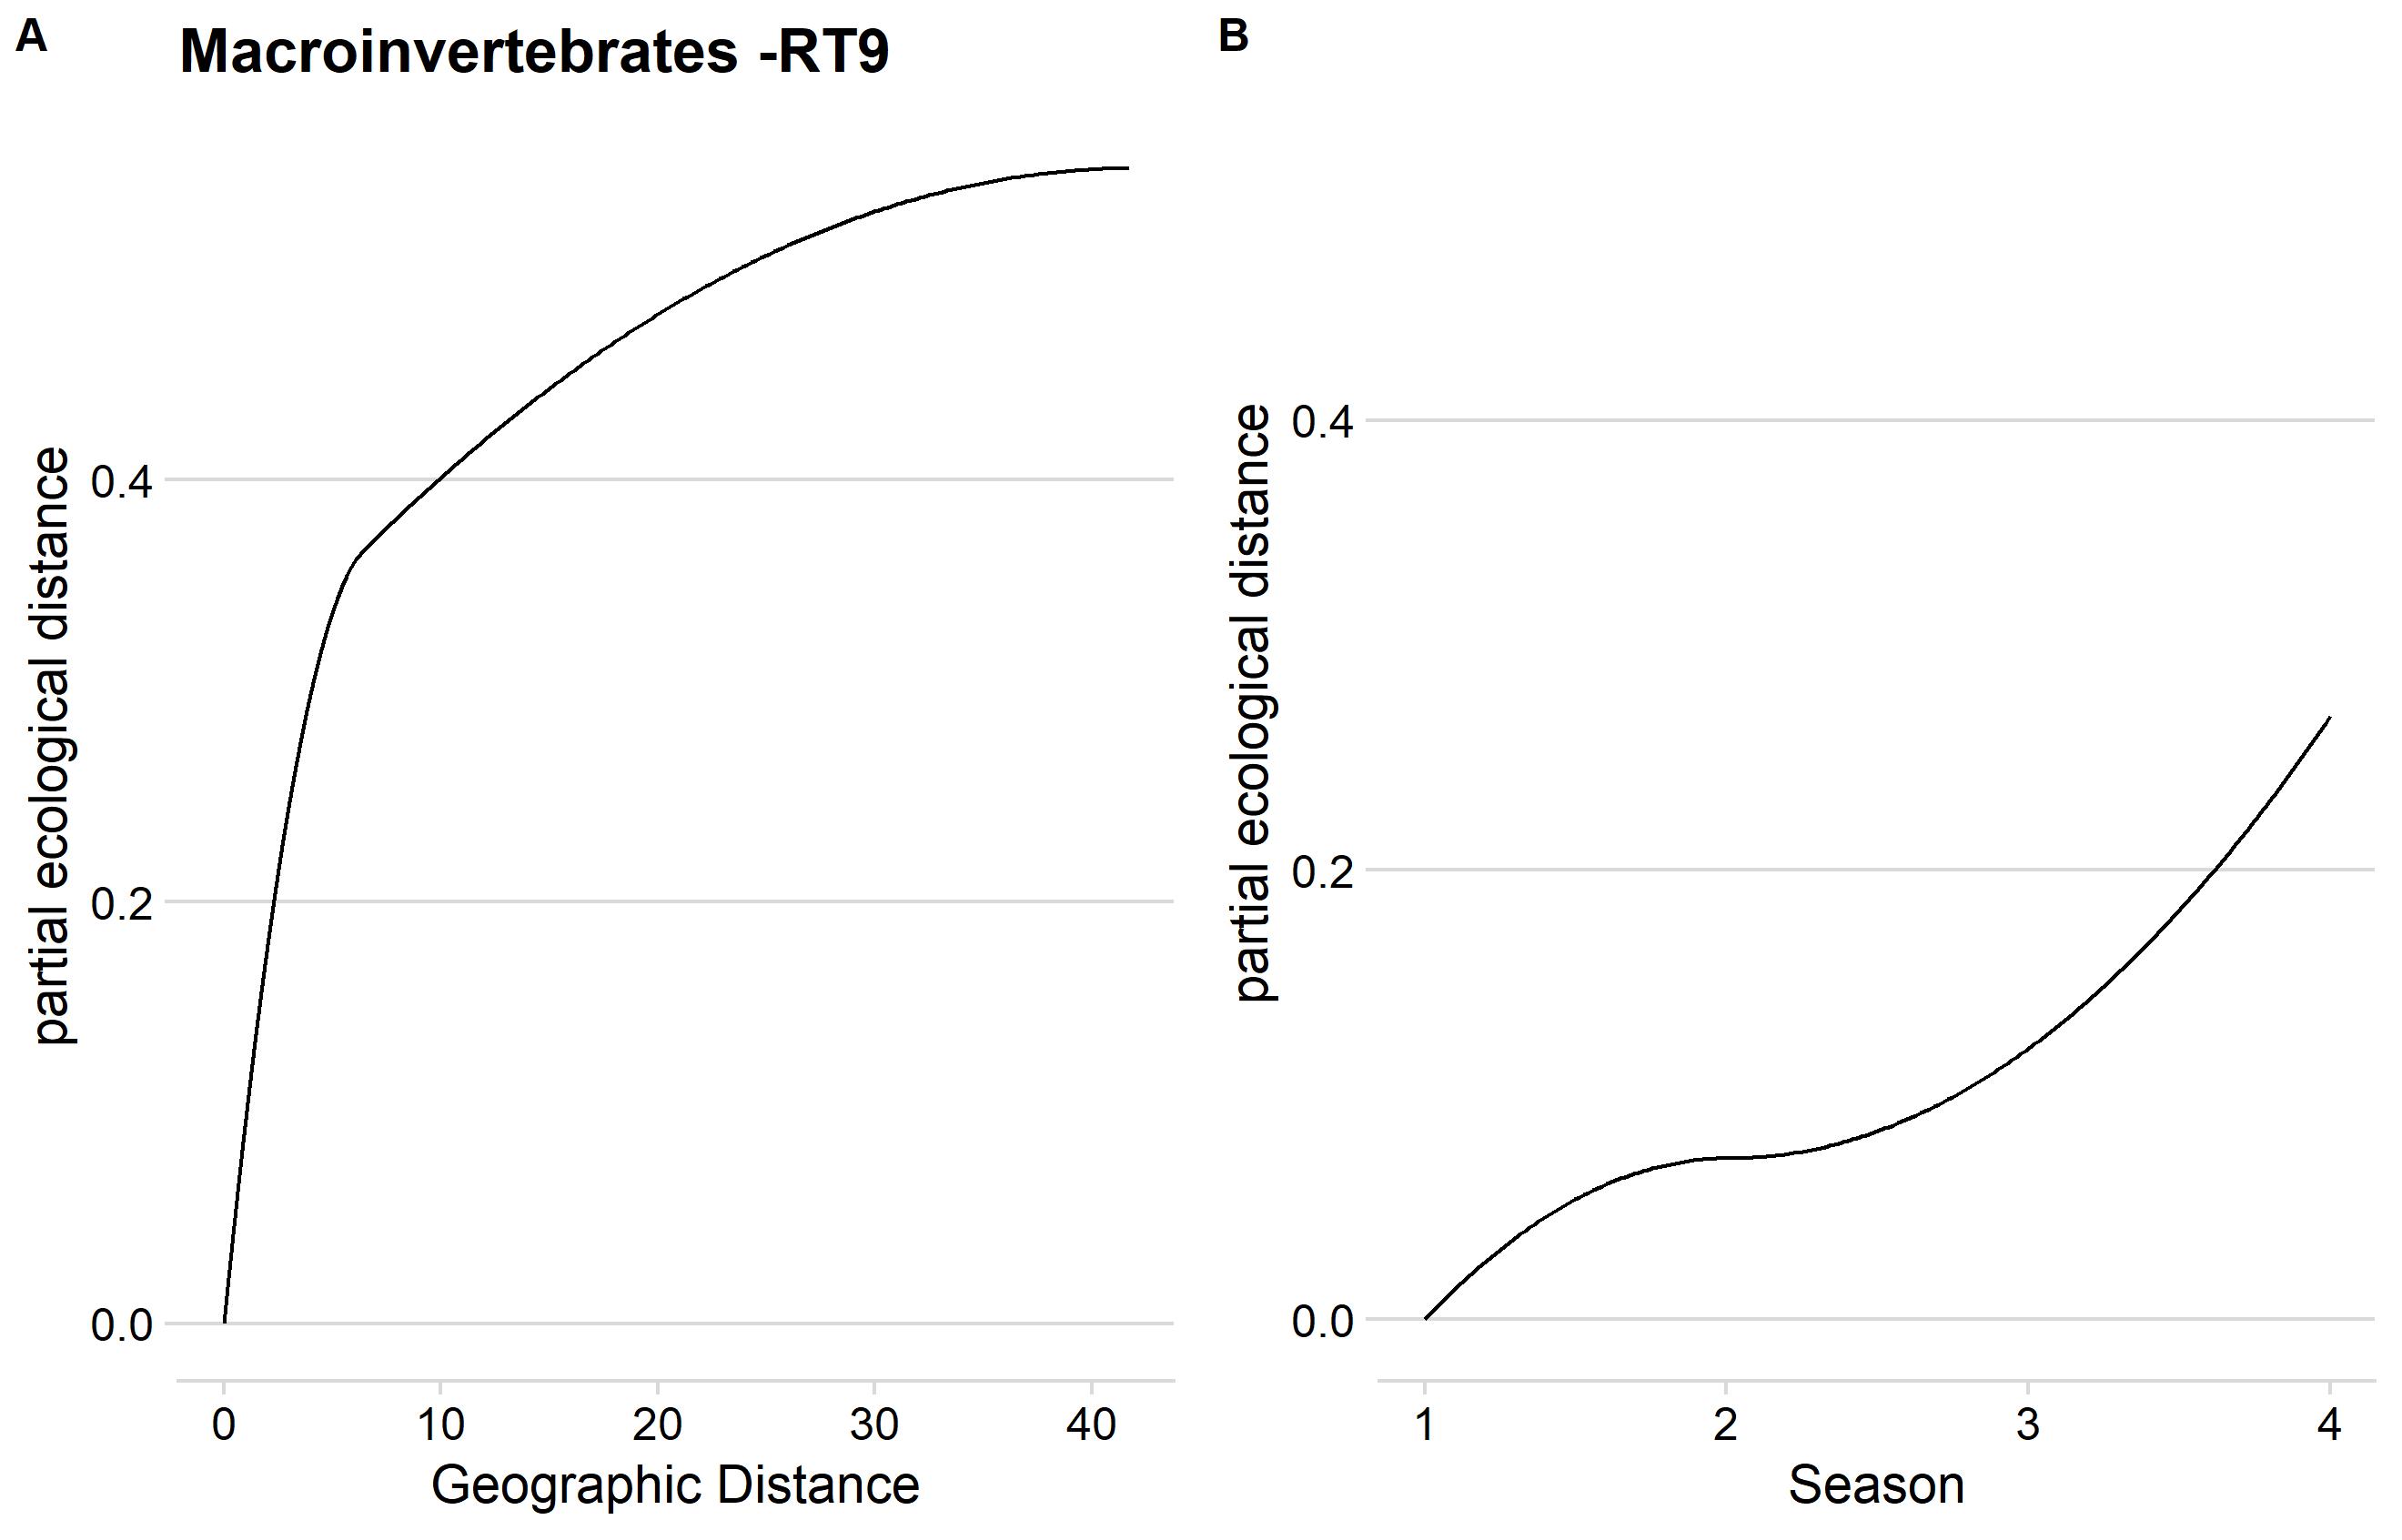 A
Macroinvertebrates -RT9
partial ecological distance
0.4
0.2
0.0
0 10 20 30 40
Geographic Distance
B
partial ecological distance
0.4
0.2
0.0
1 2 3 4
Season